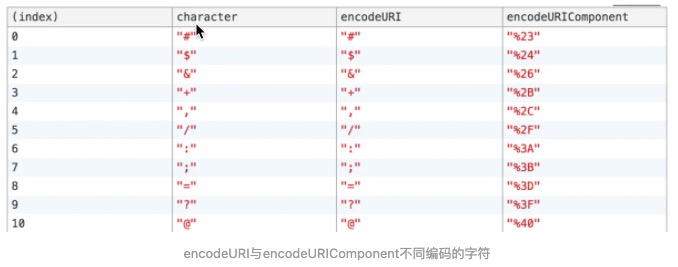 (index) character encodeURI encodeURIComponent
0 "#" "#" "%23"
1 "$" "$" "%24"
2 "&" "&" "%26"
3 "+" "+" "%2B"
4 "," "," "%2C"
5 "/" "/" "%2F"
6 ":" ":" "%3A"
7 ";" ";" "%3B"
8 "=" "=" "%3D"
9 "?" "?" "%3F"
10 "@" "@" "%40"
encodeURI与encodeURIComponent不同编码的字符